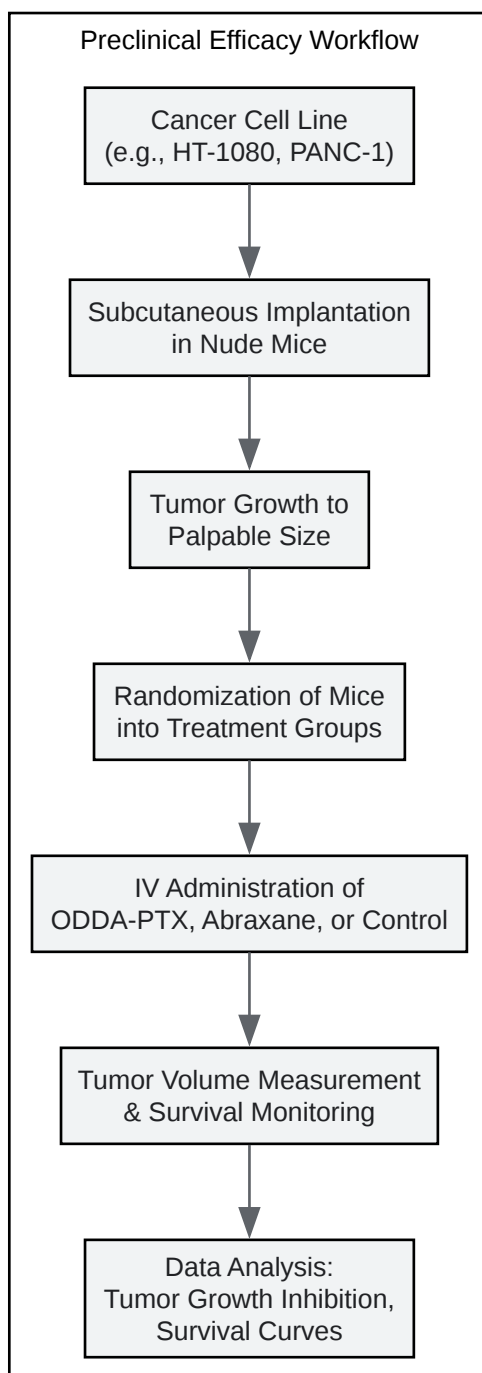 Preclinical Efficacy Workflow
Cancer Cell Line
(e.g., HT-1080, PANC-1)
Subcutaneous Implantation
in Nude Mice
Tumor Growth to
Palpable Size
Randomization of Mice
into Treatment Groups
IV Administration of
ODDA-PTX, Abraxane, or Control
Tumor Volume Measurement
& Survival Monitoring
Data Analysis:
Tumor Growth Inhibition,
Survival Curves